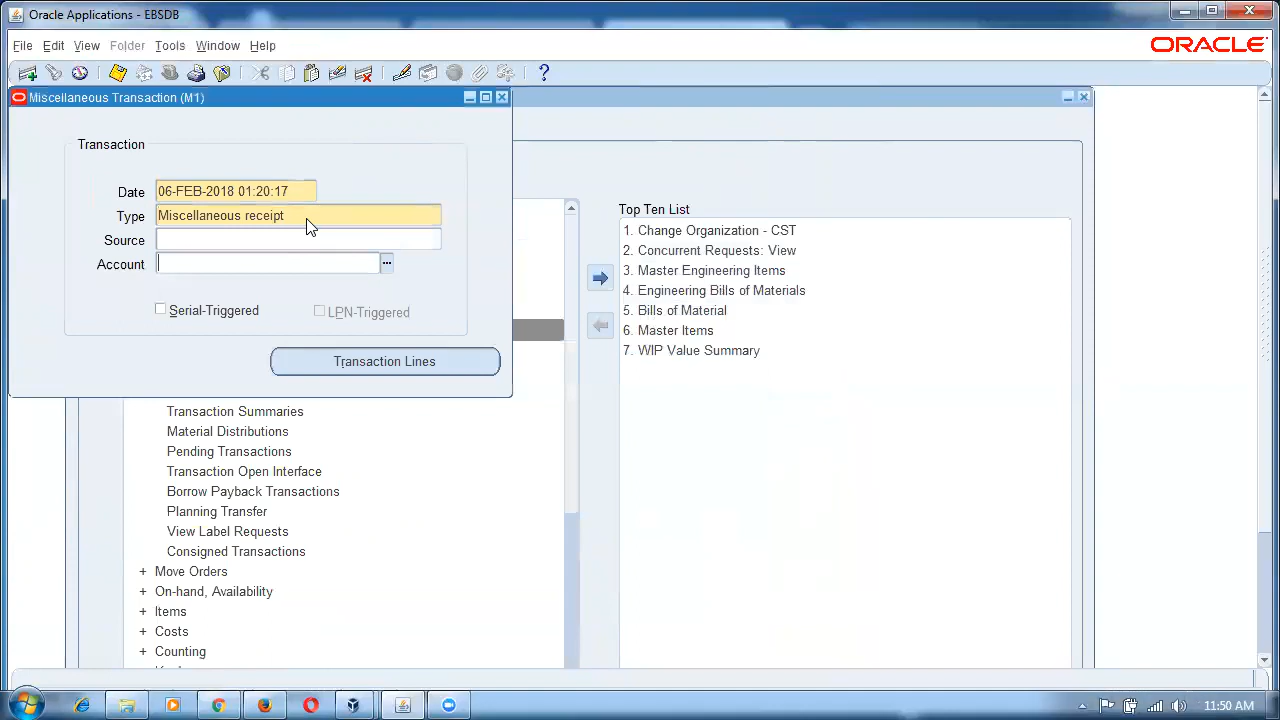 Oracle Applications - EBSDB
File Edit View Folder Tools Window Help
ORACLE
Miscellaneous Transaction (M1)
Transaction
Date 06-FEB-2018 01:20:17
Type Miscellaneous receipt
Source
Account
Serial-Triggered
LPN-Triggered
Transaction Lines
Top Ten List
1. Change Organization - CST
2. Concurrent Requests: View
3. Master Engineering Items
4. Engineering Bills of Materials
5. Bills of Material
6. Master Items
7. WIP Value Summary
Transaction Summaries
Material Distributions
Pending Transactions
Transaction Open Interface
Borrow Payback Transactions
Planning Transfer
View Label Requests
Consigned Transactions
+ Move Orders
+ On-hand, Availability
+ Items
+ Costs
+ Counting
11:50 AM